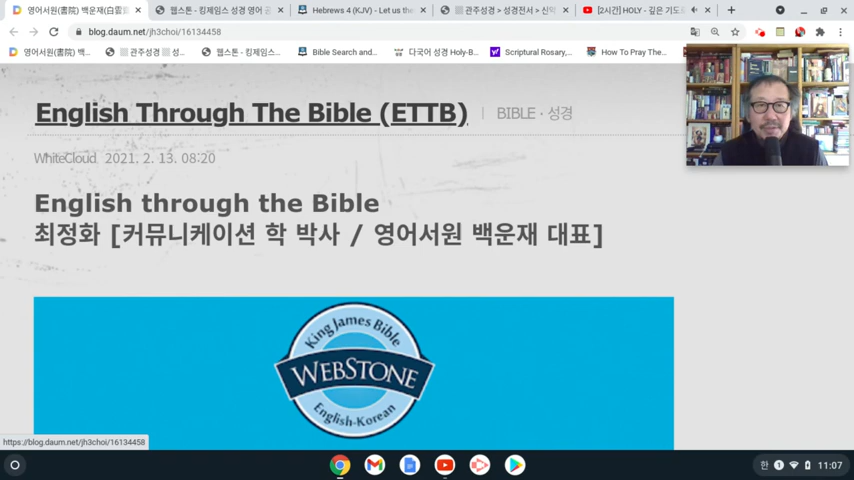 영어서원(書院) 백운재(白雲
웹스톤 - 킹제임스 성경 영어 공
Hebrews 4 (KJV) - Let us the
관주성경 > 성경전서 > 신약
[2시간] HOLY - 깊은 기도
blog.daum.net/jh3choi/16134458
영어서원(書院) 백...
관주성경 성...
웹스톤 - 킹제임스...
Bible Search and...
다국어 성경 Holy-B...
Scriptural Rosary,...
How To Pray The...
English Through The Bible (ETTB) | BIBLE · 성경
WhiteCloud 2021. 2. 13. 08:20
English through the Bible
최정화 [커뮤니케이션 학 박사 / 영어서원 백운재 대표]
King James Bible
WEBSTONE
English-Korean
https://blog.daum.net/jh3choi/16134458
한 1 11:07